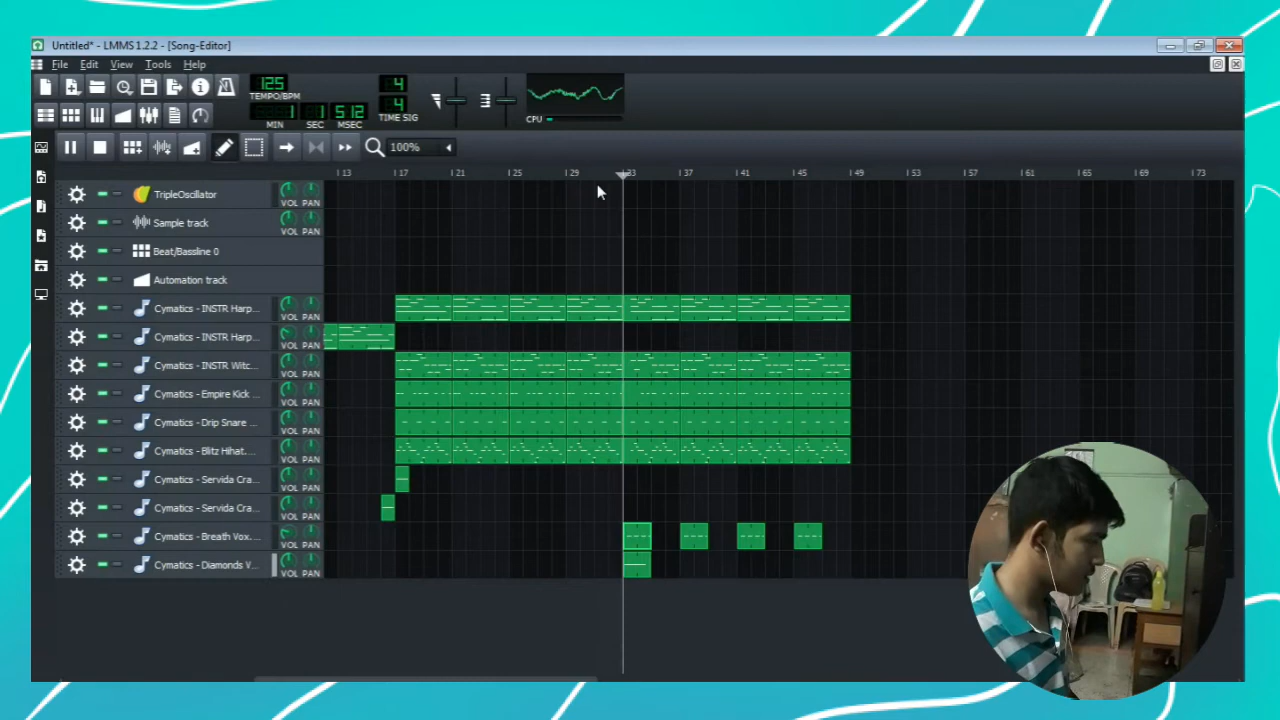 Untitled* - LMMS 1.2.2 - [Song-Editor]
File Edit View Tools Help
125
TEMPO/BPM
1 1 512
MIN SEC MSEC
4
4
TIME SIG
CPU
100%
13 17 21 25 29 33 37 41 45 49 53 57 61 65 69 73
TripleOscillator VOL PAN
Sample track VOL PAN
Beat/Bassline 0
Automation track
Cymatics - INSTR Harp... VOL PAN
Cymatics - INSTR Harp... VOL PAN
Cymatics - INSTR Witc... VOL PAN
Cymatics - Empire Kick ... VOL PAN
Cymatics - Drip Snare ... VOL PAN
Cymatics - Blitz Hihat.... VOL PAN
Cymatics - Servida Cra... VOL PAN
Cymatics - Servida Cra... VOL PAN
Cymatics - Breath Vox.... VOL PAN
Cymatics - Diamonds V... VOL PAN